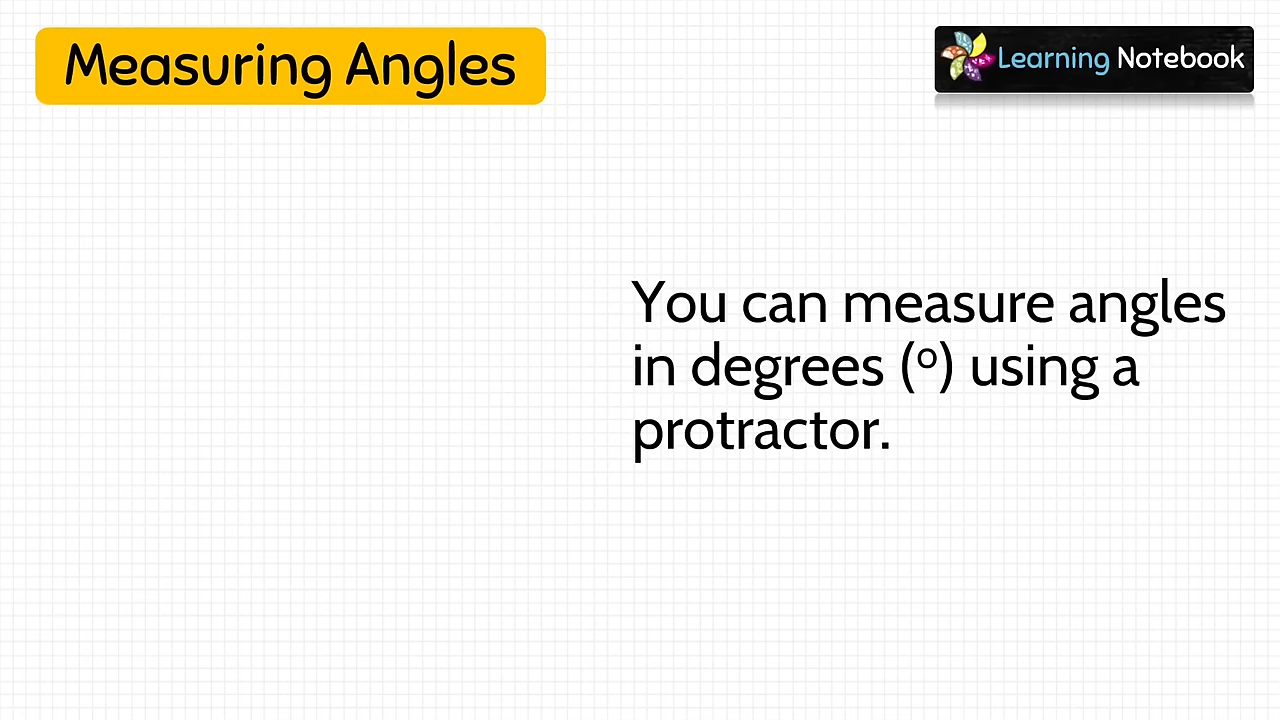 Measuring Angles
Learning Notebook
You can measure angles
in degrees (º) using a
protractor.